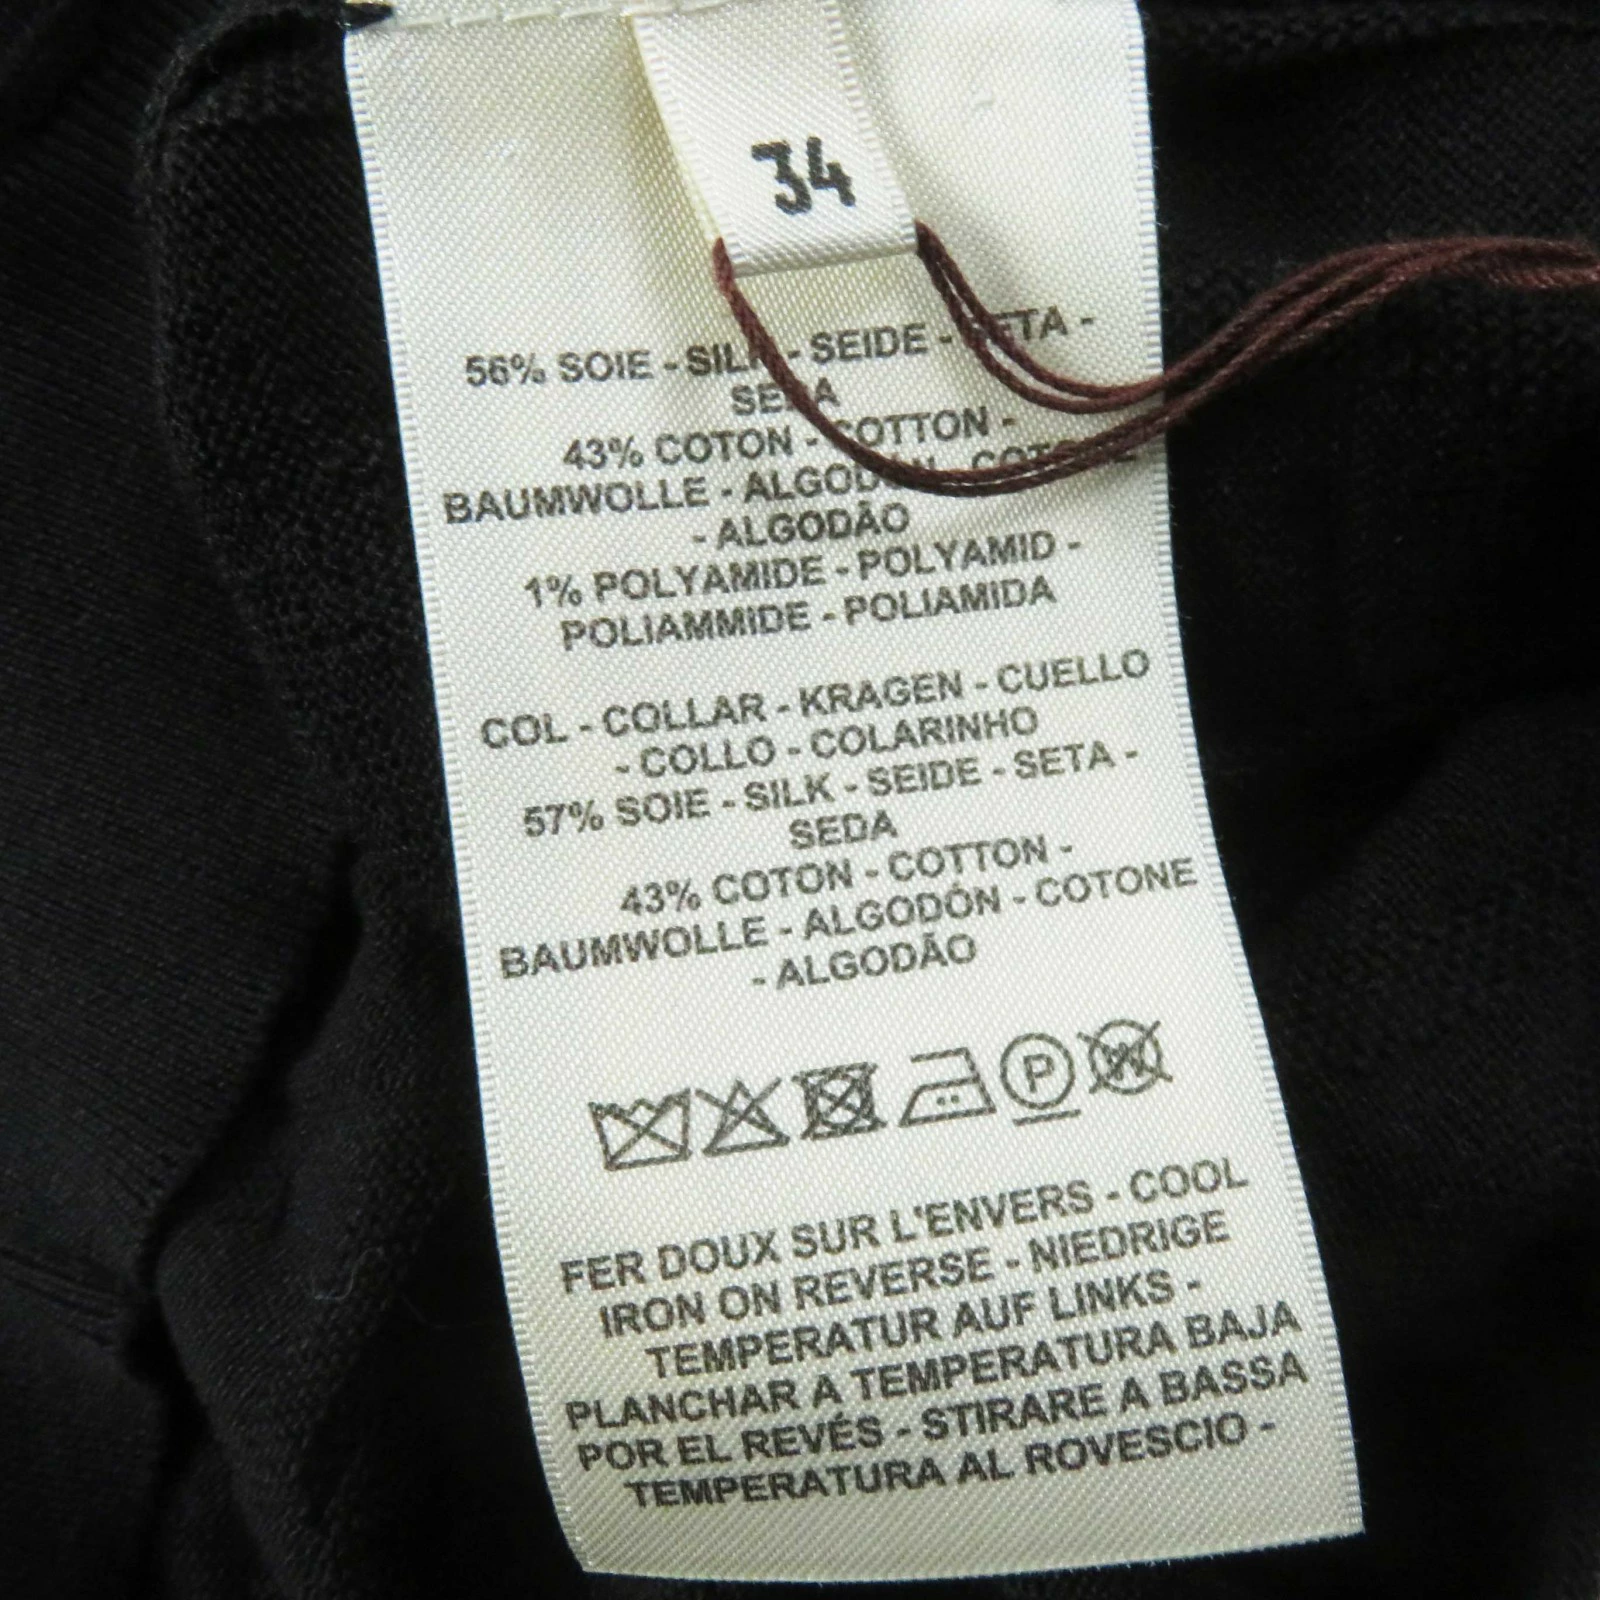 34
56% SOIE - SILK - SEIDE - SETA -
SEDA
43% COTON - COTTON -
BAUMWOLLE - ALGODÓN - COTONE
- ALGODÃO
1% POLYAMIDE - POLYAMID -
POLIAMMIDE - POLIAMIDA
COL - COLLAR - KRAGEN - CUELLO
- COLLO - COLARINHO
57% SOIE - SILK - SEIDE - SETA -
SEDA
43% COTON - COTTON -
BAUMWOLLE - ALGODÓN - COTONE
- ALGODÃO
P
W
FER DOUX SUR L'ENVERS - COOL
IRON ON REVERSE - NIEDRIGE
TEMPERATUR AUF LINKS -
PLANCHAR A TEMPERATURA BAJA
POR EL REVÉS - STIRARE A BASSA
TEMPERATURA AL ROVESCIO -